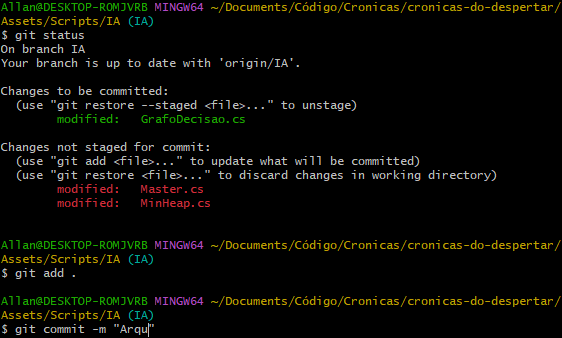 Allan@DESKTOP-ROMJVRB MINGW64 ~/Documents/Código/Cronicas/cronicas-do-despertar/
Assets/Scripts/IA (IA)
$ git status
On branch IA
Your branch is up to date with 'origin/IA'.
Changes to be committed:
(use "git restore --staged <file>..." to unstage)
modified: GrafoDecisao.cs
Changes not staged for commit:
(use "git add <file>..." to update what will be committed)
(use "git restore <file>..." to discard changes in working directory)
modified: Master.cs
modified: MinHeap.cs
Allan@DESKTOP-ROMJVRB MINGW64 ~/Documents/Código/Cronicas/cronicas-do-despertar/
Assets/Scripts/IA (IA)
$ git add .
Allan@DESKTOP-ROMJVRB MINGW64 ~/Documents/Código/Cronicas/cronicas-do-despertar/
Assets/Scripts/IA (IA)
$ git commit -m "Arqu"